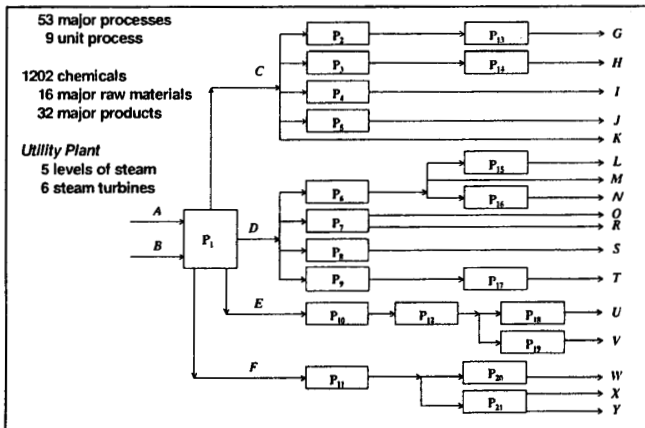 53 major processes
9 unit process
1202 chemicals
16 major raw materials
32 major products
Utility Plant
5 levels of steam
6 steam turbines
A
B
P1
C
P2
P13
G
P3
P14
H
P4
I
P5
J
K
D
P6
P15
L
M
P16
N
P7
O
R
P8
S
P9
P17
T
E
P10
P12
P18
U
P19
V
F
P11
P20
W
P21
X
Y